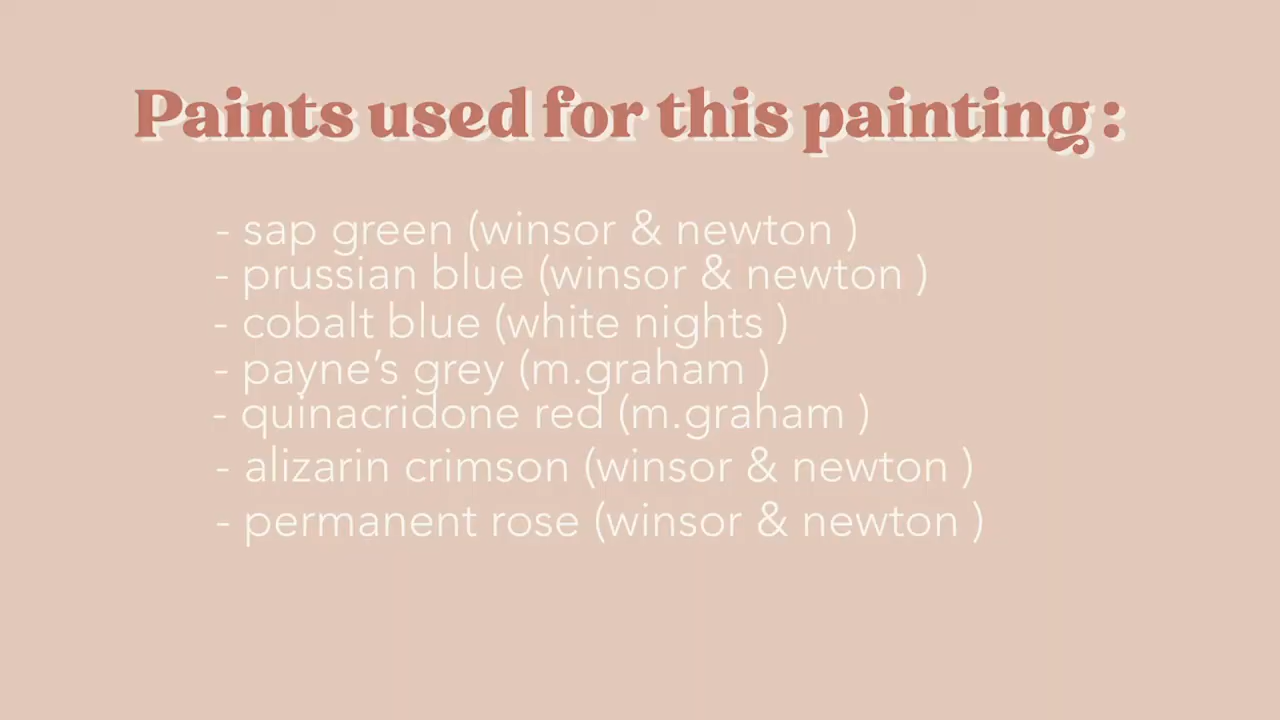 Paints used for this painting :
- sap green (winsor & newton )
- prussian blue (winsor & newton )
- cobalt blue (white nights )
- payne’s grey (m.graham )
- quinacridone red (m.graham )
- alizarin crimson (winsor & newton )
- permanent rose (winsor & newton )